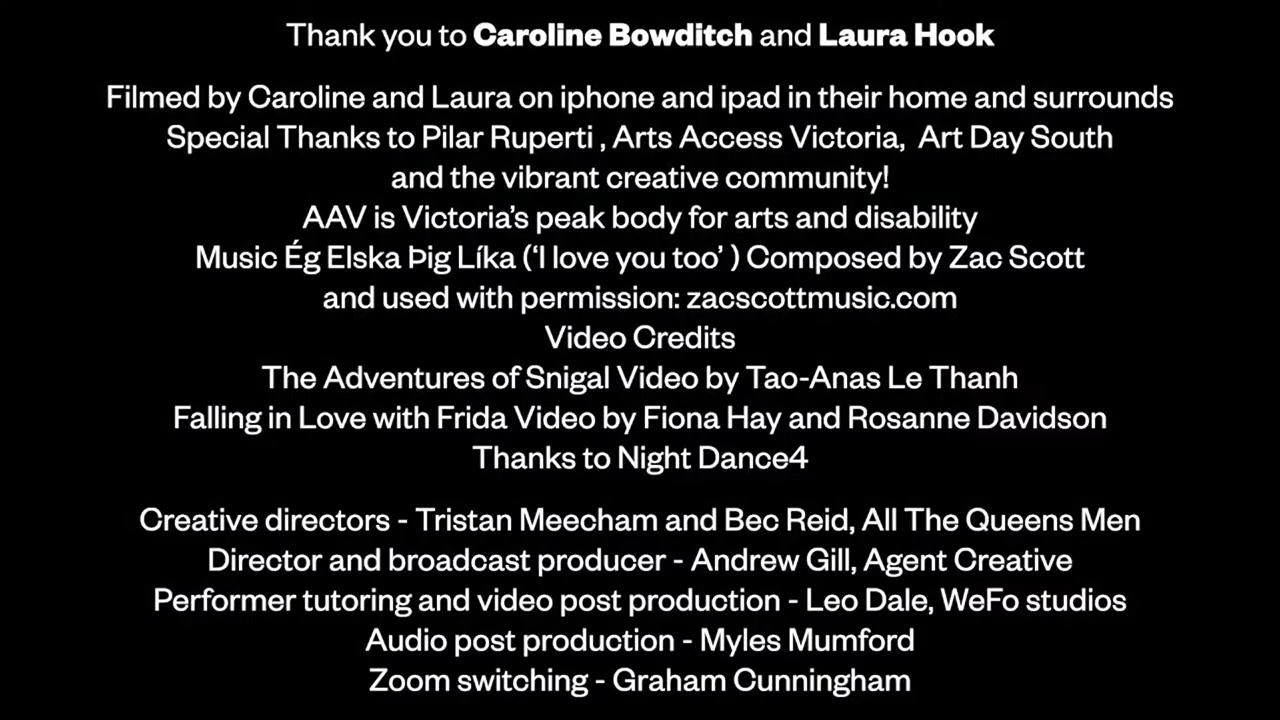 Thank you to Caroline Bowditch and Laura Hook
Filmed by Caroline and Laura on iphone and ipad in their home and surrounds
Special Thanks to Pilar Ruperti , Arts Access Victoria,  Art Day South
and the vibrant creative community!
AAV is Victoria’s peak body for arts and disability
Music Ég Elska Þig Líka (‘I love you too’ ) Composed by Zac Scott
and used with permission: zacscottmusic.com
Video Credits
The Adventures of Snigal Video by Tao-Anas Le Thanh
Falling in Love with Frida Video by Fiona Hay and Rosanne Davidson
Thanks to Night Dance4
Creative directors - Tristan Meecham and Bec Reid, All The Queens Men
Director and broadcast producer - Andrew Gill, Agent Creative
Performer tutoring and video post production - Leo Dale, WeFo studios
Audio post production - Myles Mumford
Zoom switching - Graham Cunningham